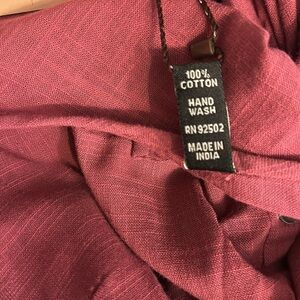 100% COTTON
HAND
WASH
RN 92502
MADE IN
INDIA